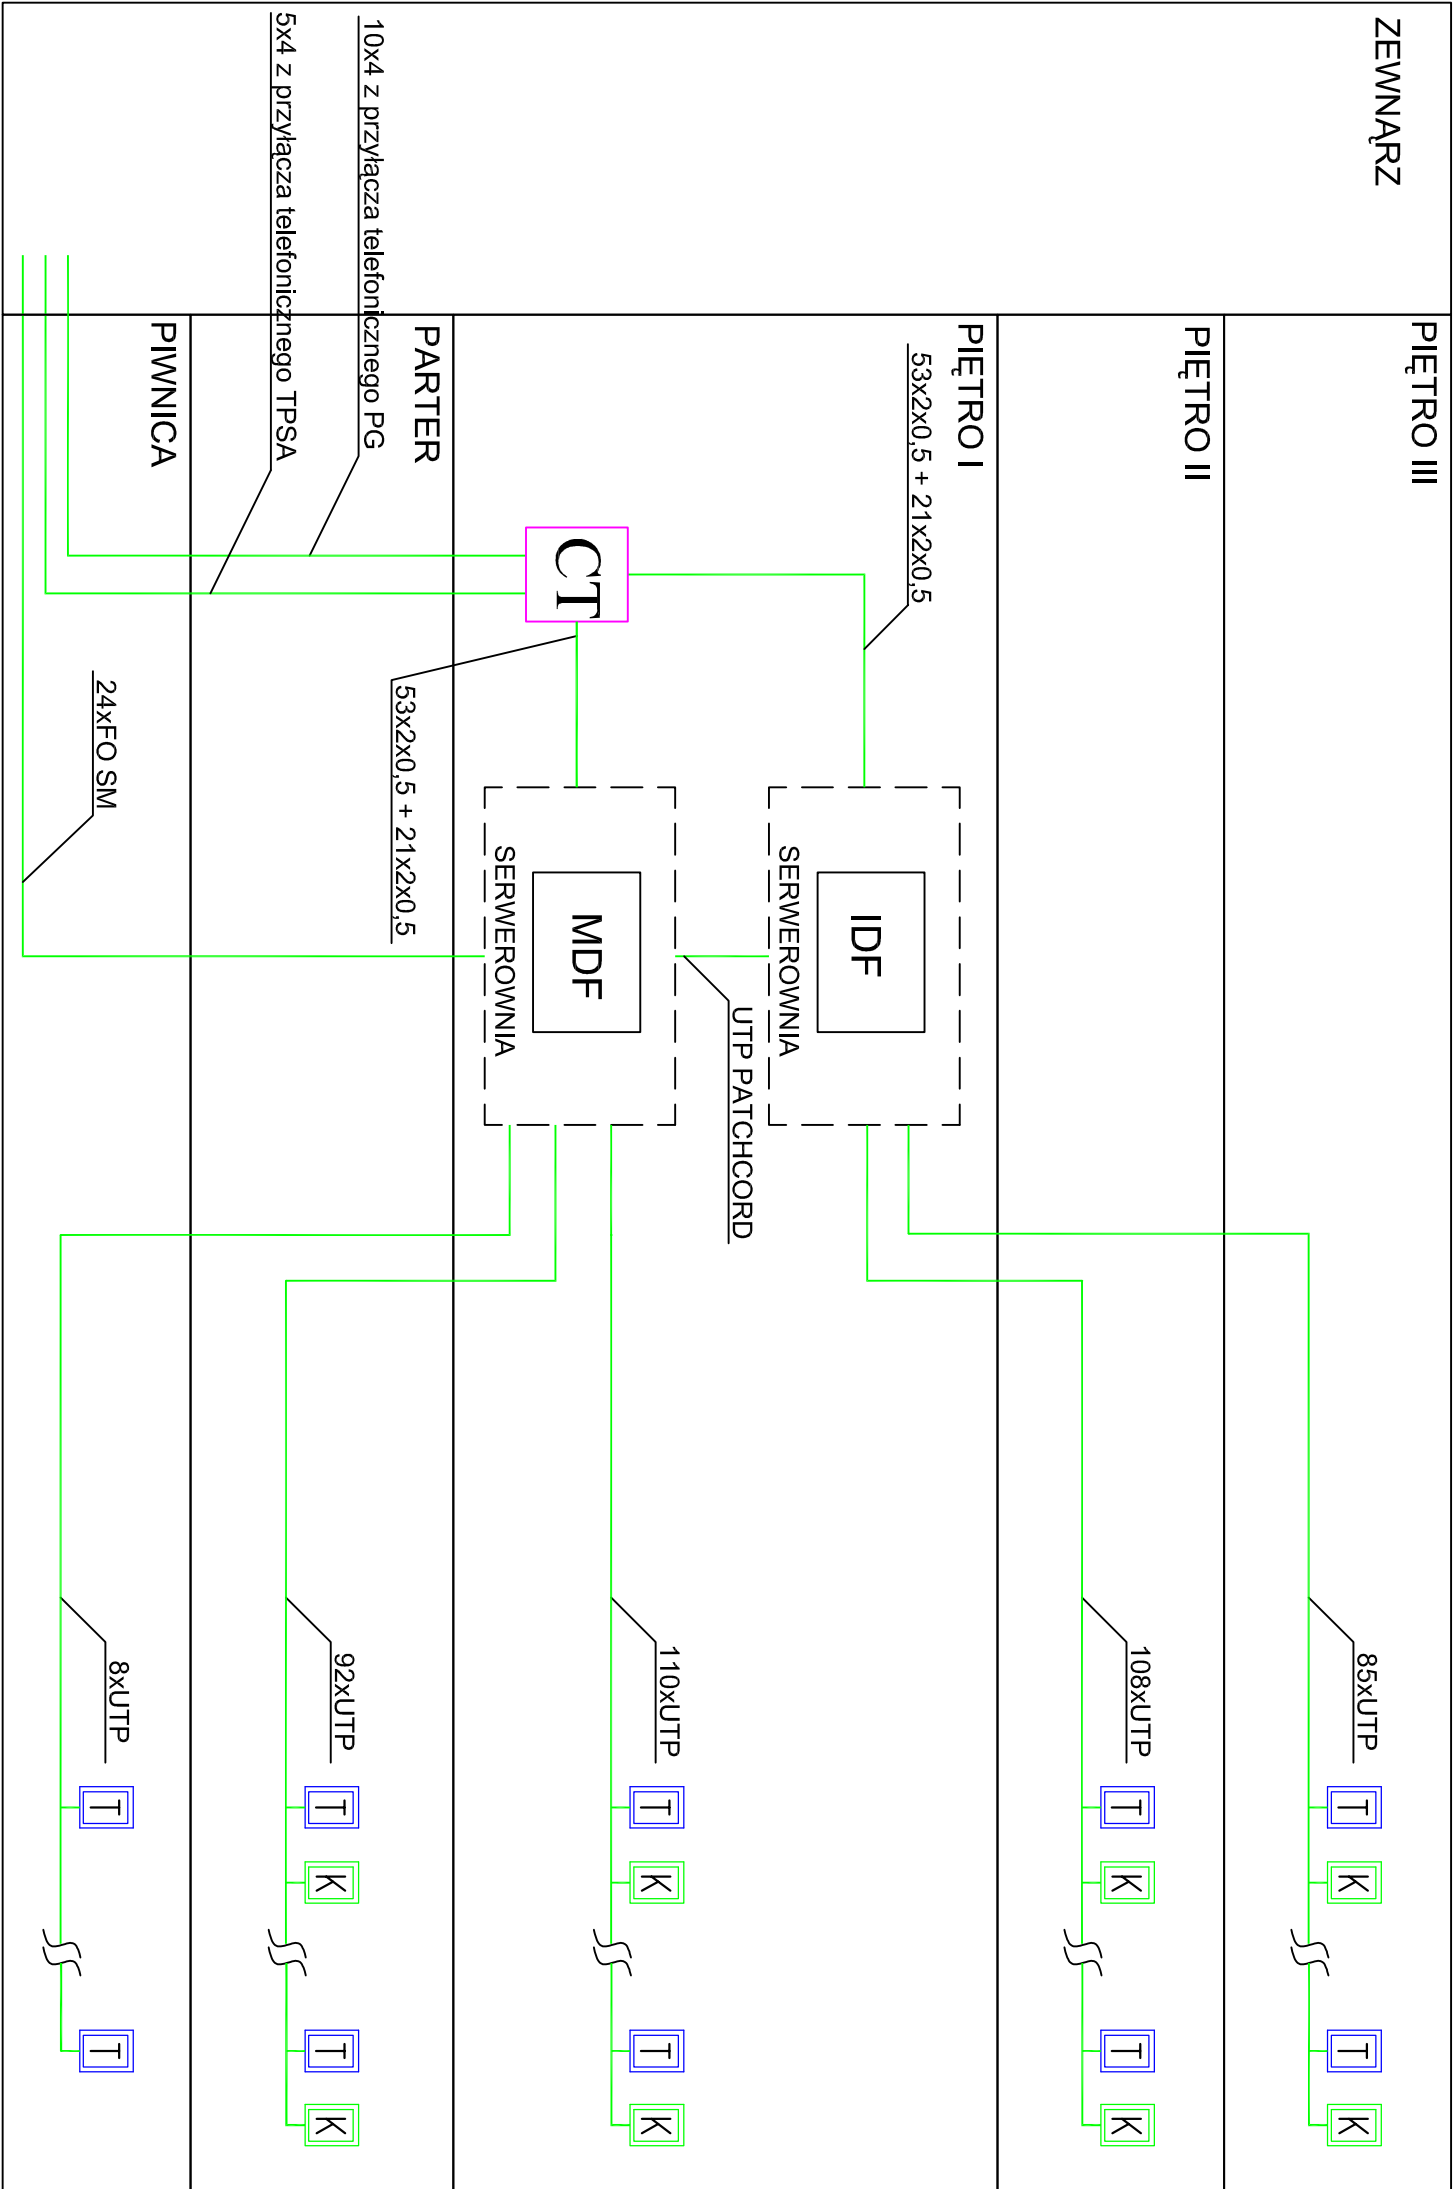 ZEWNĄRZ
PIĘTRO III
85xUTP
T
K
T
K
PIĘTRO II
108xUTP
T
K
T
K
PIĘTRO I
53x2x0,5 + 21x2x0,5
IDF
SERWEROWNIA
UTP PATCHCORD
CT
MDF
SERWEROWNIA
110xUTP
T
K
T
K
PARTER
53x2x0,5 + 21x2x0,5
10x4 z przyłącza telefonicznego PG
5x4 z przyłącza telefonicznego TPSA
92xUTP
T
K
T
K
PIWNICA
24xFO SM
8xUTP
T
T